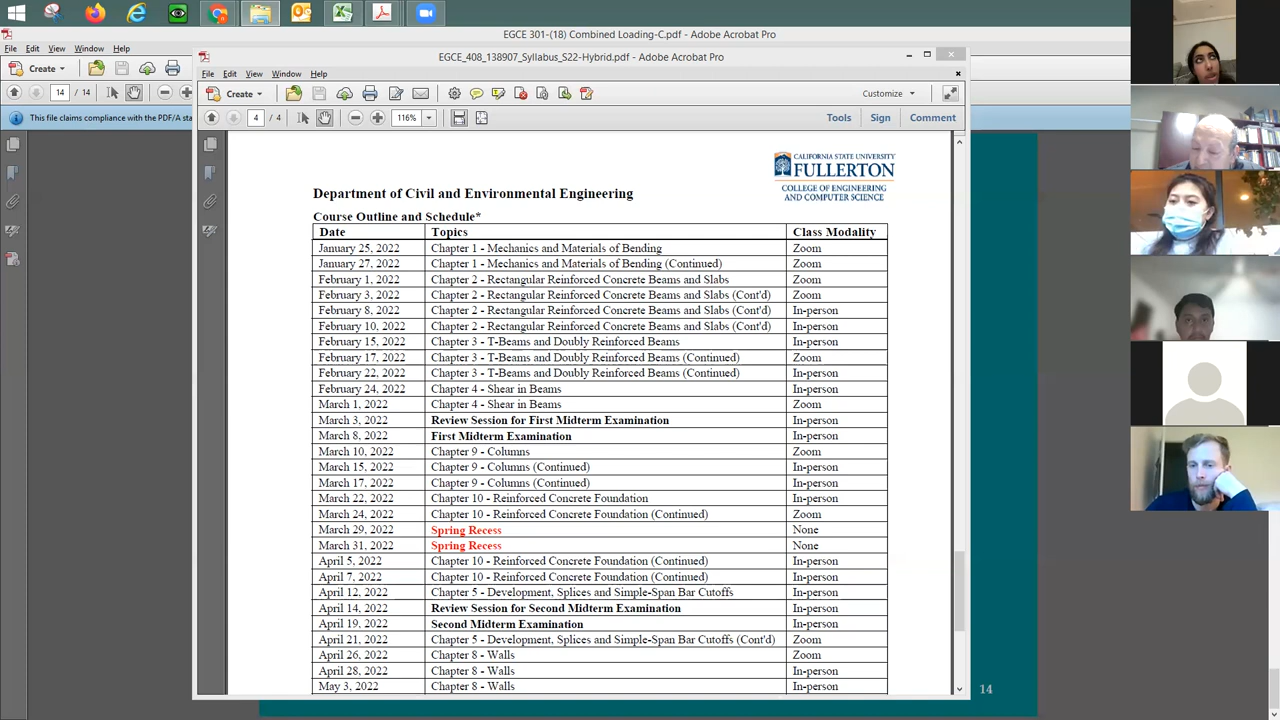 EGCE 301-(18) Combined Loading-C.pdf - Adobe Acrobat Pro
File Edit View Window Help
Create
14 / 14
This file claims compliance with the PDF/A sta
EGCE_408_138907_Syllabus_S22-Hybrid.pdf - Adobe Acrobat Pro
File Edit View Window Help
Create Customize
4 / 4 116% Tools Sign Comment
CALIFORNIA STATE UNIVERSITY
FULLERTON
COLLEGE OF ENGINEERING
AND COMPUTER SCIENCE
Department of Civil and Environmental Engineering
Course Outline and Schedule*
Date Topics Class Modality
January 25, 2022 Chapter 1 - Mechanics and Materials of Bending Zoom
January 27, 2022 Chapter 1 - Mechanics and Materials of Bending (Continued) Zoom
February 1, 2022 Chapter 2 - Rectangular Reinforced Concrete Beams and Slabs Zoom
February 3, 2022 Chapter 2 - Rectangular Reinforced Concrete Beams and Slabs (Cont'd) Zoom
February 8, 2022 Chapter 2 - Rectangular Reinforced Concrete Beams and Slabs (Cont'd) In-person
February 10, 2022 Chapter 2 - Rectangular Reinforced Concrete Beams and Slabs (Cont'd) In-person
February 15, 2022 Chapter 3 - T-Beams and Doubly Reinforced Beams In-person
February 17, 2022 Chapter 3 - T-Beams and Doubly Reinforced Beams (Continued) Zoom
February 22, 2022 Chapter 3 - T-Beams and Doubly Reinforced Beams (Continued) In-person
February 24, 2022 Chapter 4 - Shear in Beams In-person
March 1, 2022 Chapter 4 - Shear in Beams Zoom
March 3, 2022 Review Session for First Midterm Examination In-person
March 8, 2022 First Midterm Examination In-person
March 10, 2022 Chapter 9 - Columns Zoom
March 15, 2022 Chapter 9 - Columns (Continued) In-person
March 17, 2022 Chapter 9 - Columns (Continued) In-person
March 22, 2022 Chapter 10 - Reinforced Concrete Foundation In-person
March 24, 2022 Chapter 10 - Reinforced Concrete Foundation (Continued) Zoom
March 29, 2022 Spring Recess None
March 31, 2022 Spring Recess None
April 5, 2022 Chapter 10 - Reinforced Concrete Foundation (Continued) In-person
April 7, 2022 Chapter 10 - Reinforced Concrete Foundation (Continued) In-person
April 12, 2022 Chapter 5 - Development, Splices and Simple-Span Bar Cutoffs In-person
April 14, 2022 Review Session for Second Midterm Examination In-person
April 19, 2022 Second Midterm Examination In-person
April 21, 2022 Chapter 5 - Development, Splices and Simple-Span Bar Cutoffs (Cont'd) Zoom
April 26, 2022 Chapter 8 - Walls Zoom
April 28, 2022 Chapter 8 - Walls In-person
May 3, 2022 Chapter 8 - Walls In-person
14